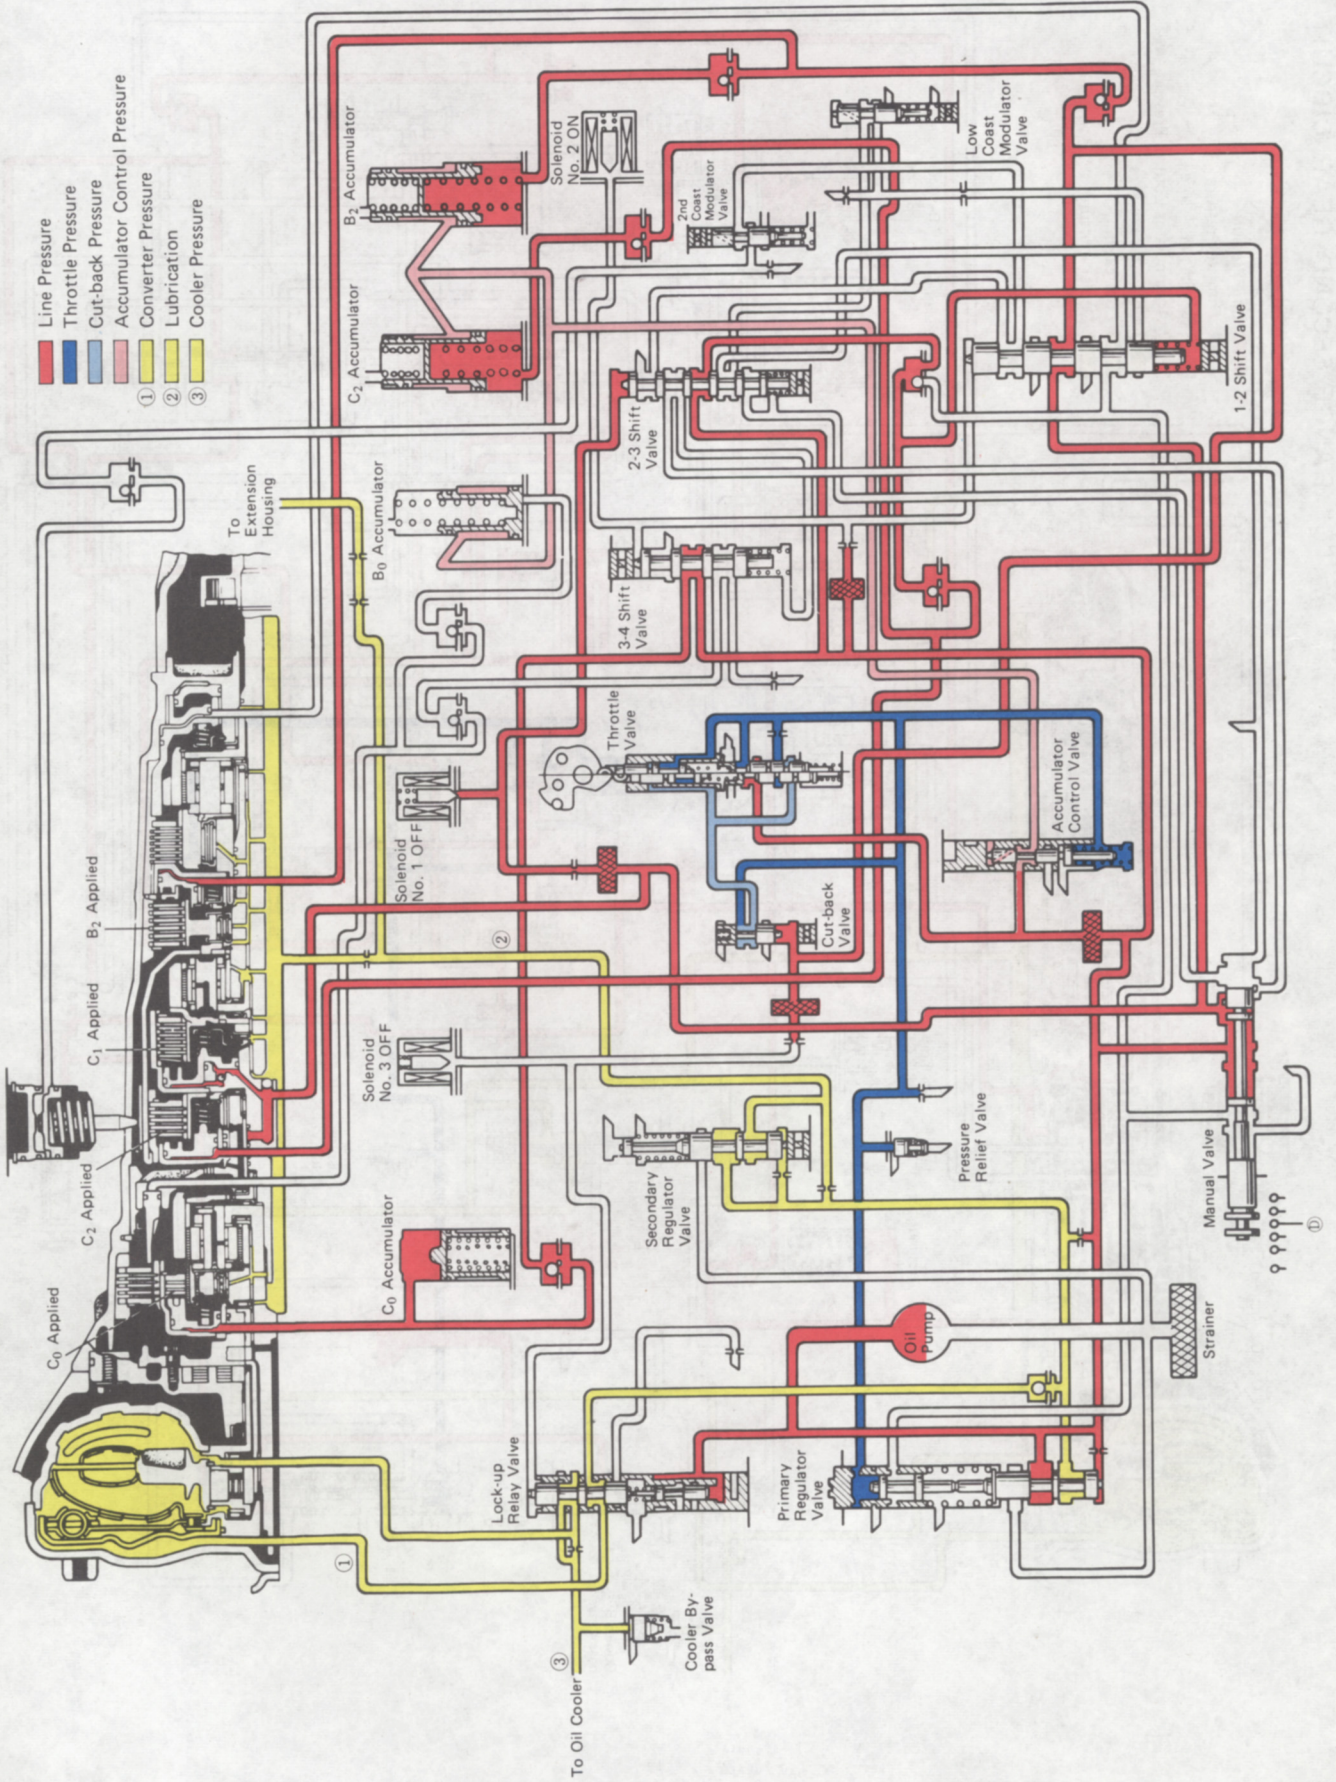 Line Pressure
Throttle Pressure
Cut-back Pressure
Accumulator Control Pressure
① Converter Pressure
② Lubrication
③ Cooler Pressure
To
Extension
Housing
C₀ Applied
C₂ Applied
C₁ Applied
B₂ Applied
①
To Oil Cooler ③
Cooler By-
pass Valve
Lock-up
Relay Valve
C₀ Accumulator
Solenoid
No. 3 OFF
②
Solenoid
No. 1 OFF
B₀ Accumulator
C₂ Accumulator
B₂ Accumulator
Solenoid
No. 2 ON
Secondary
Regulator
Valve
Throttle
Valve
3-4 Shift
Valve
2-3 Shift
Valve
2nd
Coast
Modulator
Valve
Primary
Regulator
Valve
Oil
Pump
Pressure
Relief Valve
Cut-back
Valve
Accumulator
Control Valve
Low
Coast
Modulator
Valve
Strainer
Manual Valve
Ⓓ
1-2 Shift Valve